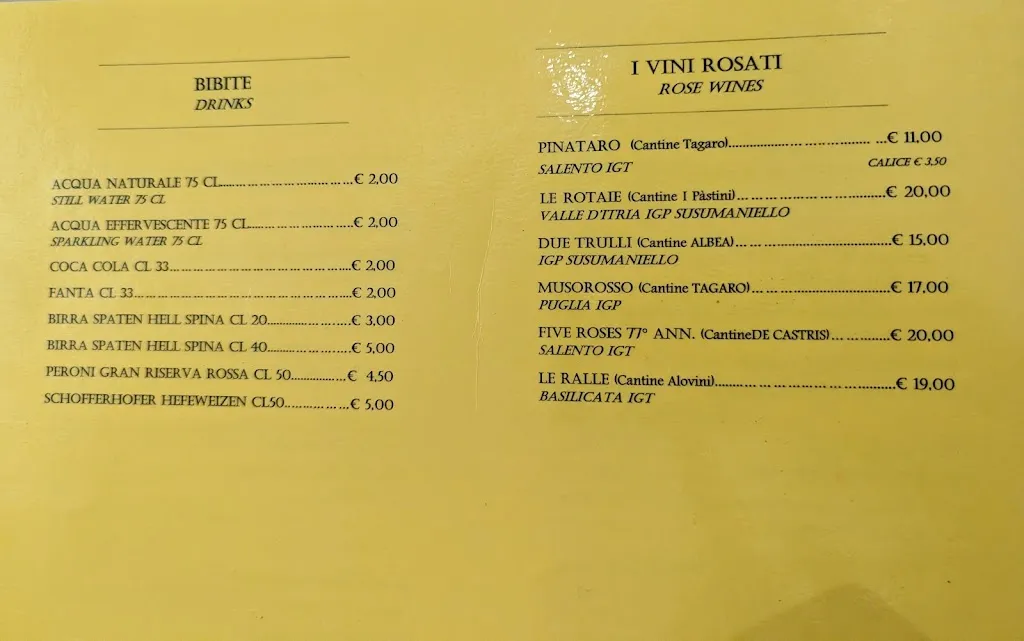 BIBITE
DRINKS
ACQUA NATURALE 75 CL..............................€ 2,00
STILL WATER 75 CL
ACQUA EFFERVESCENTE 75 CL......................€ 2,00
SPARKLING WATER 75 CL
COCA COLA CL 33..........................................€ 2,00
FANTA CL 33..................................................€ 2,00
BIRRA SPATEN HELL SPINA CL 20...................€ 3,00
BIRRA SPATEN HELL SPINA CL 40...................€ 5,00
PERONI GRAN RISERVA ROSSA CL 50...............€ 4,50
SCHOFFERHOFER HEFEWEIZEN CL50................€ 5,00
I VINI ROSATI
ROSE WINES
PINATARO (Cantine Tagaro)................................€ 11,00
SALENTO IGT CALICE € 3,50
LE ROTAIE (Cantine I Pàstini)................................€ 20,00
VALLE D'ITRIA IGP SUSUMANIELLO
DUE TRULLI (Cantine ALBEA)................................€ 15,00
IGP SUSUMANIELLO
MUSOROSSO (Cantine TAGARO)..............................€ 17,00
PUGLIA IGP
FIVE ROSES 77° ANN. (CantineDE CASTRIS)...............€ 20,00
SALENTO IGT
LE RALLE (Cantine Alovini)....................................€ 19,00
BASILICATA IGT